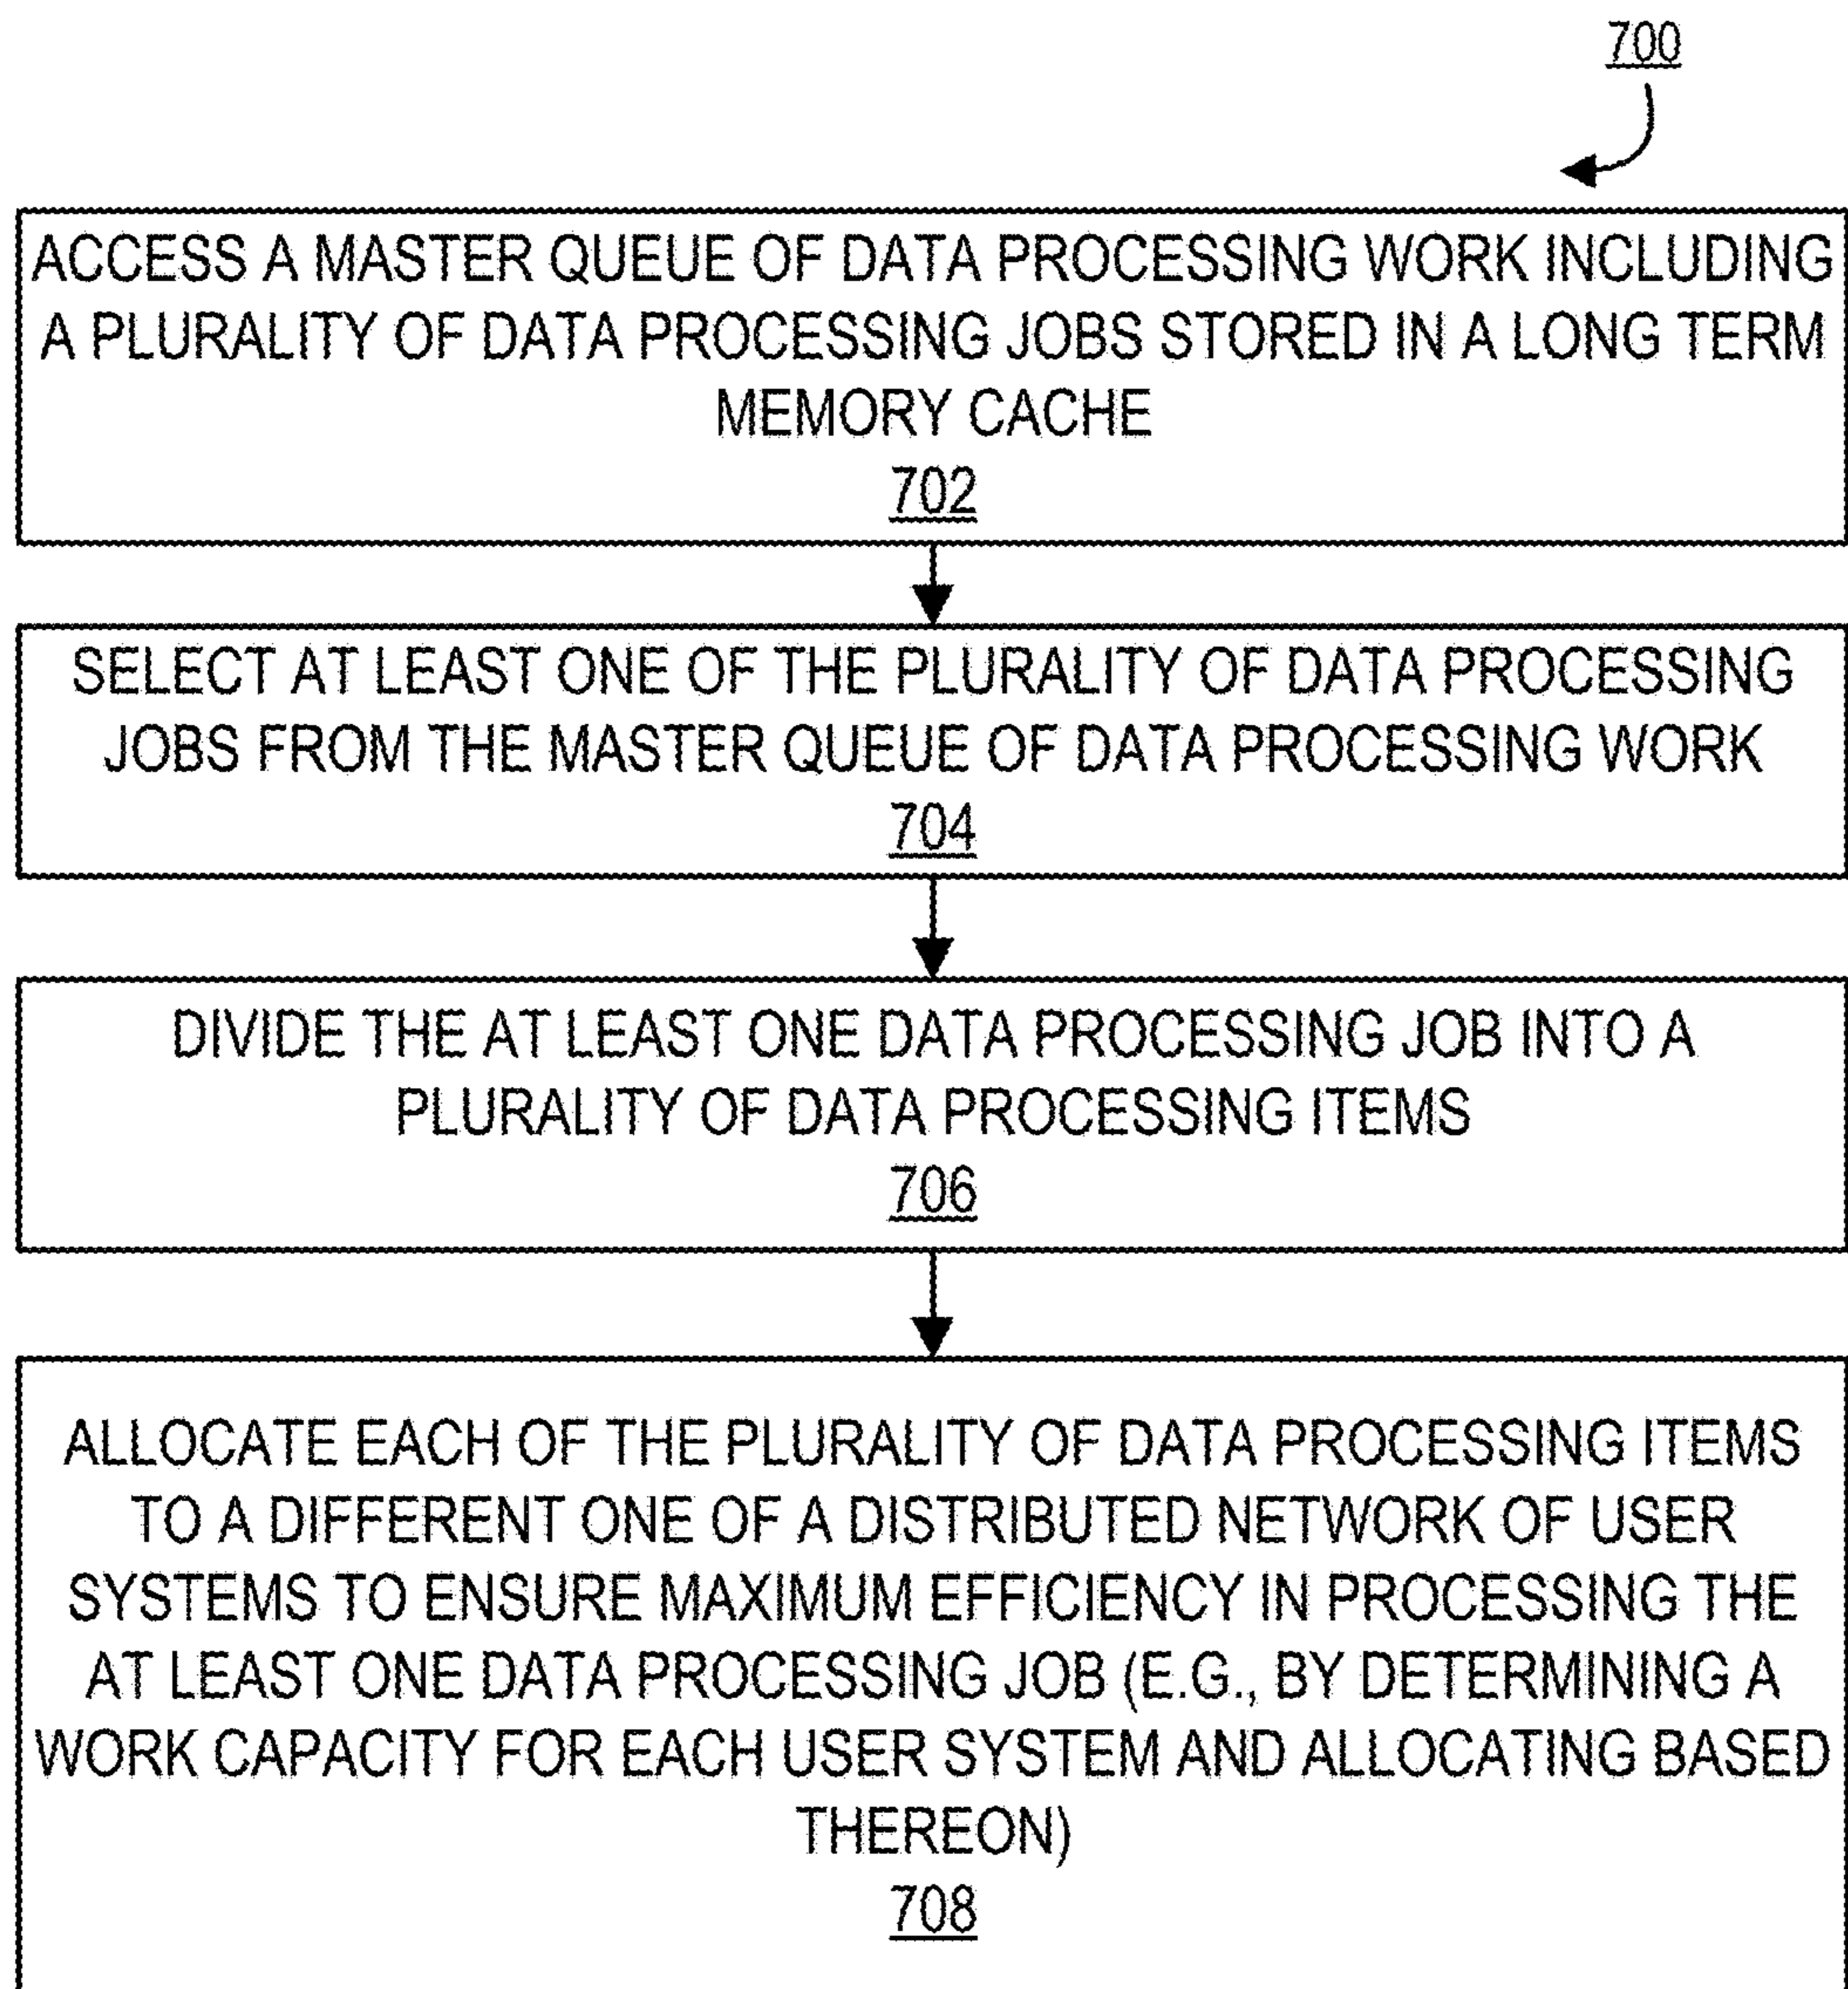 700
ACCESS A MASTER QUEUE OF DATA PROCESSING WORK INCLUDING
A PLURALITY OF DATA PROCESSING JOBS STORED IN A LONG TERM
MEMORY CACHE
702
SELECT AT LEAST ONE OF THE PLURALITY OF DATA PROCESSING
JOBS FROM THE MASTER QUEUE OF DATA PROCESSING WORK
704
DIVIDE THE AT LEAST ONE DATA PROCESSING JOB INTO A
PLURALITY OF DATA PROCESSING ITEMS
706
ALLOCATE EACH OF THE PLURALITY OF DATA PROCESSING ITEMS
TO A DIFFERENT ONE OF A DISTRIBUTED NETWORK OF USER
SYSTEMS TO ENSURE MAXIMUM EFFICIENCY IN PROCESSING THE
AT LEAST ONE DATA PROCESSING JOB (E.G., BY DETERMINING A
WORK CAPACITY FOR EACH USER SYSTEM AND ALLOCATING BASED
THEREON)
708